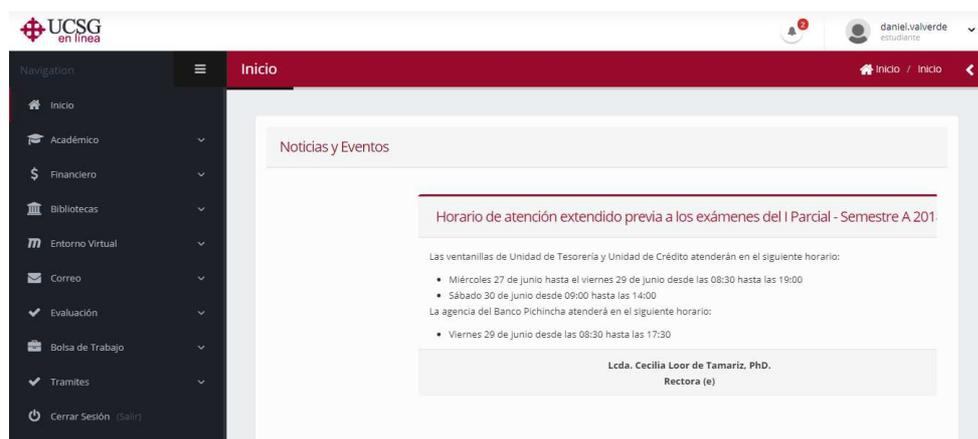 UCSG
en línea
2
daniel.valverde
estudiante
Navigation
Inicio
Inicio / Inicio
Inicio
Académico
Financiero
Bibliotecas
Entorno Virtual
Correo
Evaluación
Bolsa de Trabajo
Tramites
Cerrar Sesión (Salir)
Noticias y Eventos
Horario de atención extendido previa a los exámenes del I Parcial - Semestre A 201
Las ventanillas de Unidad de Tesorería y Unidad de Crédito atenderán en el siguiente horario:
• Miércoles 27 de junio hasta el viernes 29 de junio desde las 08:30 hasta las 19:00
• Sábado 30 de junio desde 09:00 hasta las 14:00
La agencia del Banco Pichincha atenderá en el siguiente horario:
• Viernes 29 de junio desde las 08:30 hasta las 17:30
Lcda. Cecilia Loor de Tamariz, PhD.
Rectora (e)